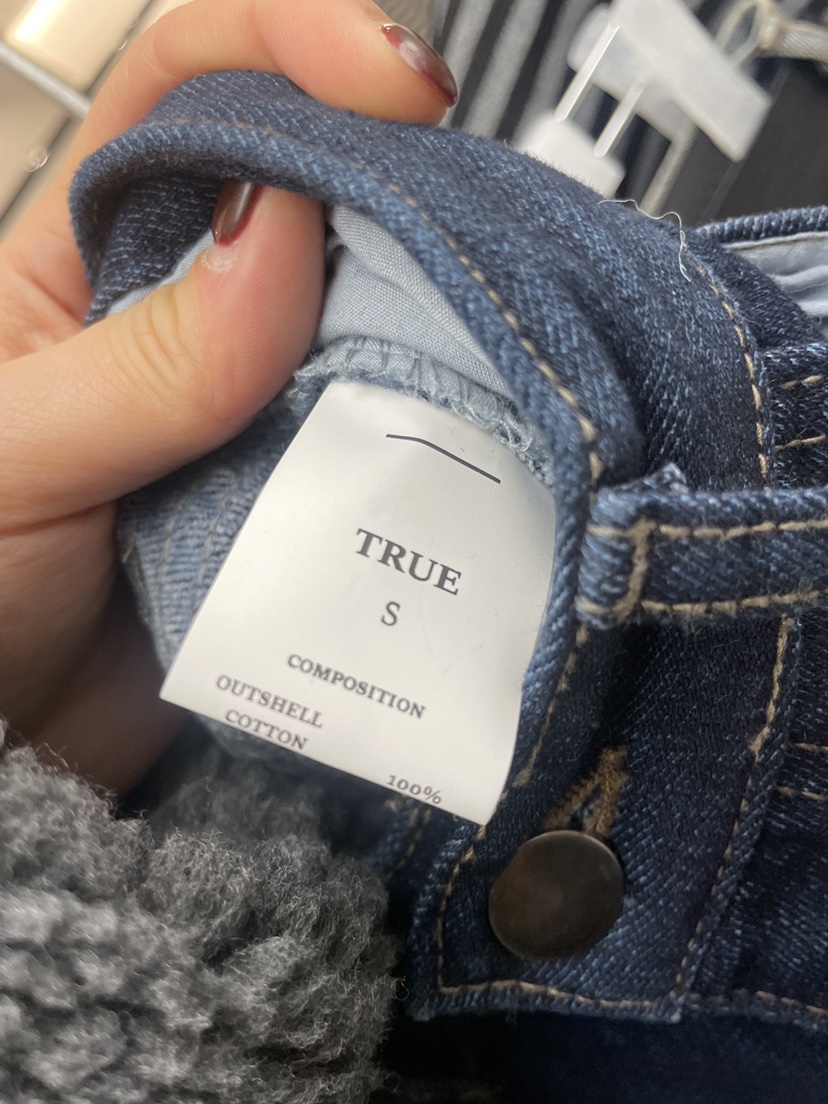 TRUE
S
COMPOSITION
OUTSHELL
COTTON
100%